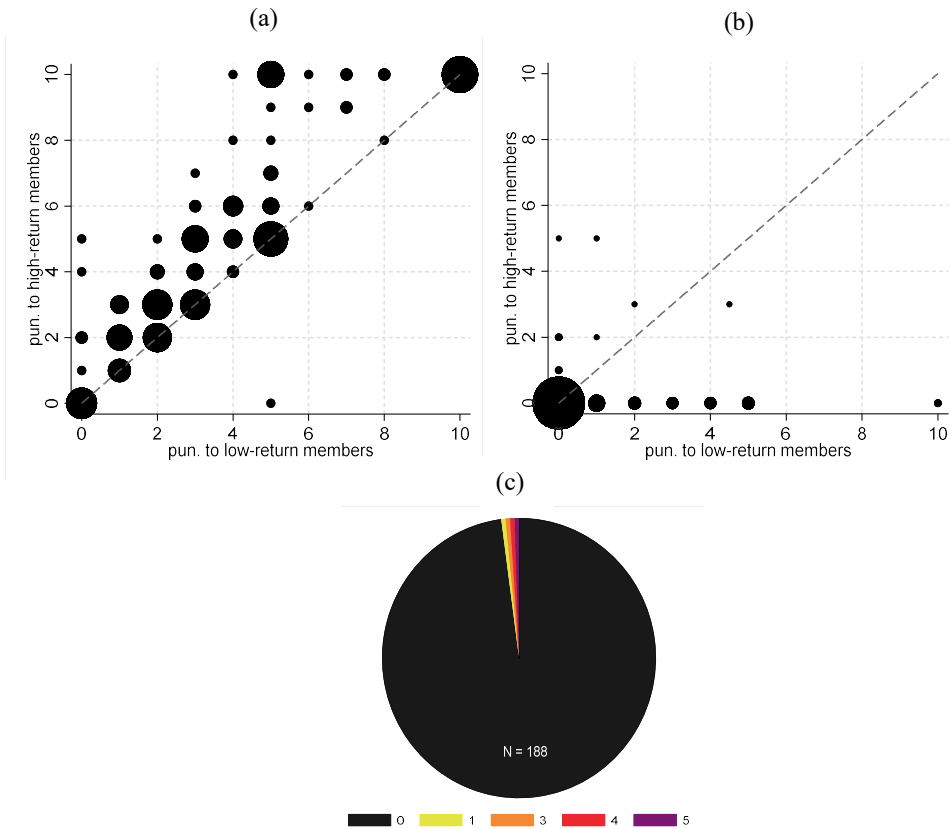 (a)
pun. to high-return members
10
8
6
4
2
0
0 2 4 6 8 10
pun. to low-return members
(b)
pun. to high-return members
10
8
6
4
2
0
0 2 4 6 8 10
pun. to low-return members
(c)
N = 188
0 1 3 4 5